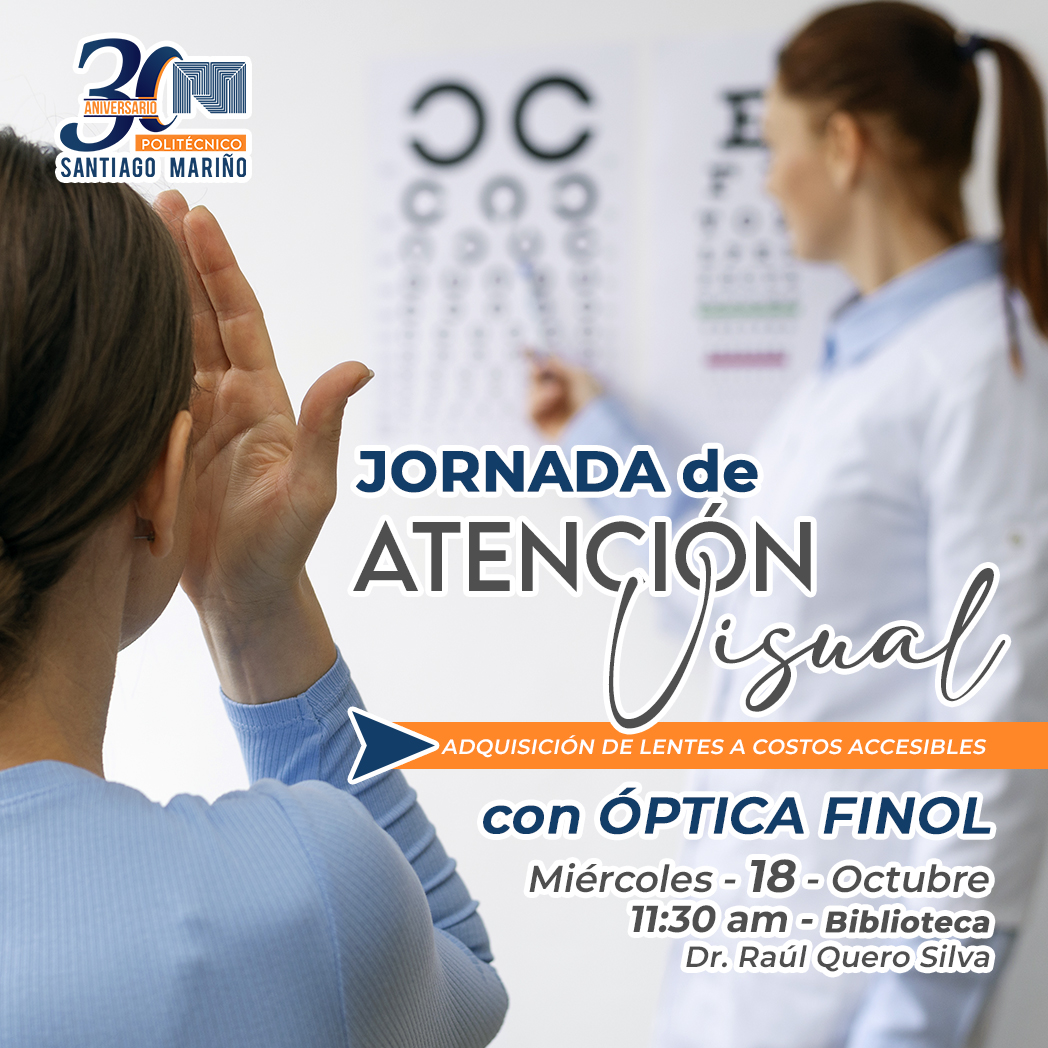 30
ANIVERSARIO
POLITÉCNICO
SANTIAGO MARIÑO
E
JORNADA de
ATENCIÓN
Visual
ADQUISICIÓN DE LENTES A COSTOS ACCESIBLES
con ÓPTICA FINOL
Miércoles - 18 - Octubre
11:30 am - Biblioteca
Dr. Raúl Quero Silva